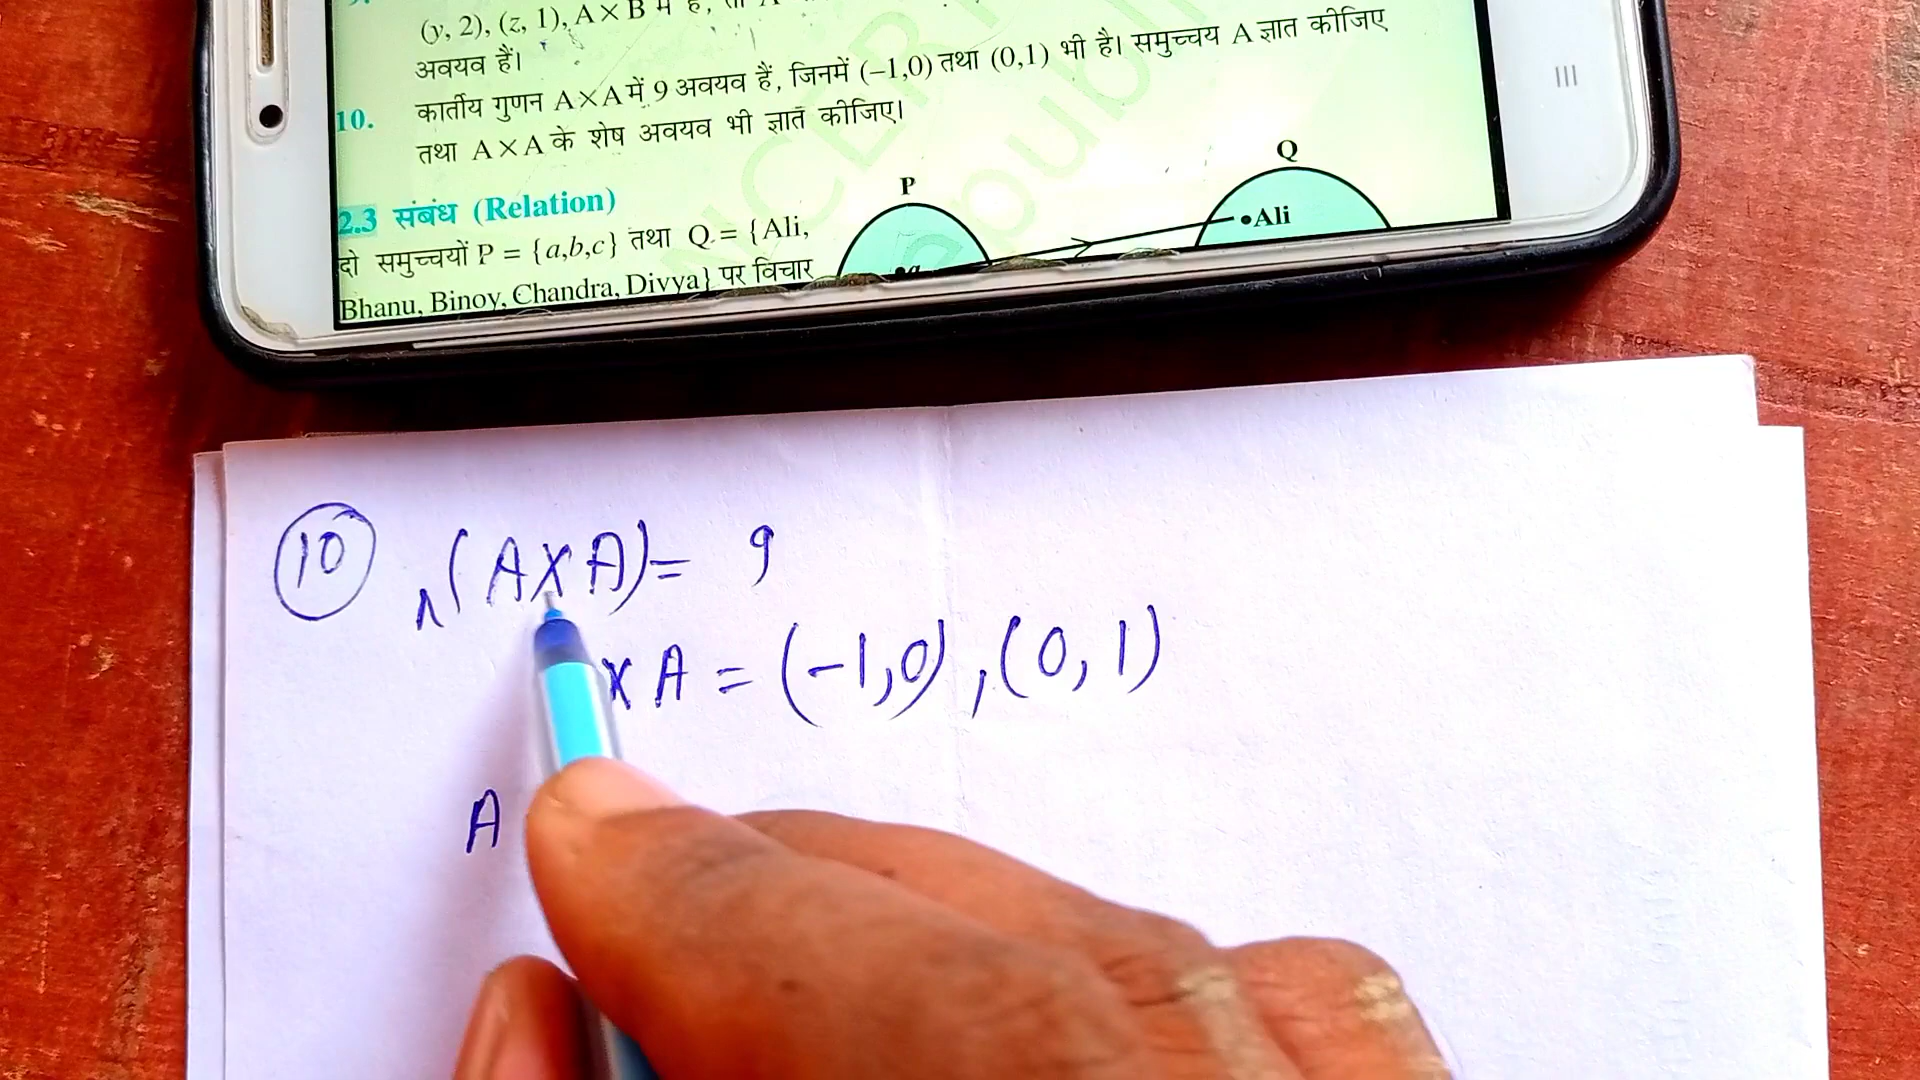 (y, 2), (z, 1), A × B में हैं, तो A
अवयव हैं।
10. कार्तीय गुणन A × A में 9 अवयव हैं, जिनमें (–1,0) तथा (0,1) भी है। समुच्चय A ज्ञात कीजिए
तथा A × A के शेष अवयव भी ज्ञात कीजिए।
2.3 संबंध (Relation)
दो समुच्चयों P = {a,b,c} तथा Q = {Ali,
Bhanu, Binoy, Chandra, Divya} पर विचार
P
Q
•Ali
•a
10 n(A×A) = 9
×A = (-1,0), (0, 1)
A